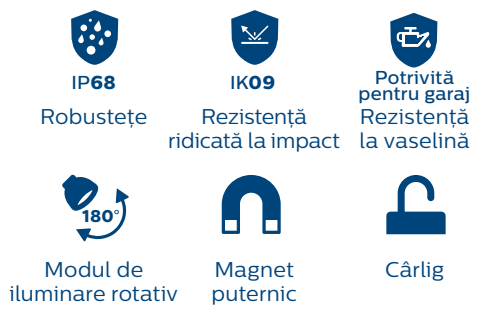 IP68
Robustețe
IK09
Rezistență
ridicată la impact
Potrivită
pentru garaj
Rezistență
la vaselină
180°
Modul de
iluminare rotativ
Magnet
puternic
Cârlig